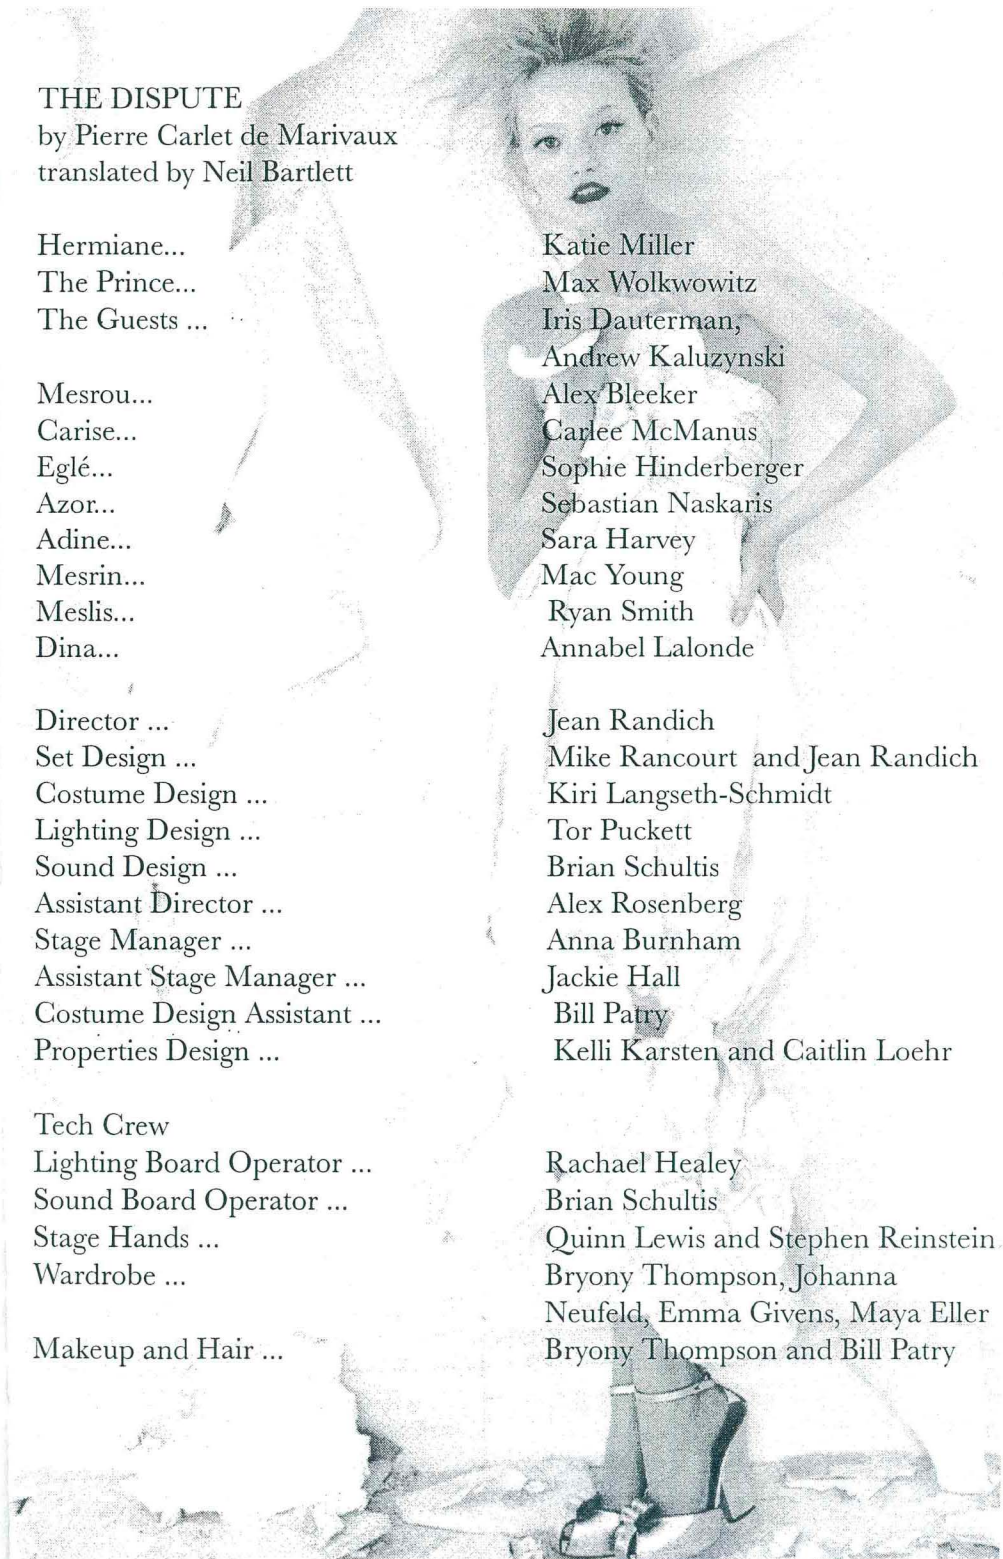 THE DISPUTE
by Pierre Carlet de Marivaux
translated by Neil Bartlett
Hermiane... Katie Miller
The Prince... Max Wolkwowitz
The Guests ... Iris Dauterman,
Andrew Kaluzynski
Mesrou... Alex Bleeker
Carise... Carlee McManus
Eglé... Sophie Hinderberger
Azor... Sebastian Naskaris
Adine... Sara Harvey
Mesrin... Mac Young
Meslis... Ryan Smith
Dina... Annabel Lalonde
Director ... Jean Randich
Set Design ... Mike Rancourt and Jean Randich
Costume Design ... Kiri Langseth-Schmidt
Lighting Design ... Tor Puckett
Sound Design ... Brian Schultis
Assistant Director ... Alex Rosenberg
Stage Manager ... Anna Burnham
Assistant Stage Manager ... Jackie Hall
Costume Design Assistant ... Bill Patry
Properties Design ... Kelli Karsten and Caitlin Loehr
Tech Crew
Lighting Board Operator ... Rachael Healey
Sound Board Operator ... Brian Schultis
Stage Hands ... Quinn Lewis and Stephen Reinstein
Wardrobe ... Bryony Thompson, Johanna
Neufeld, Emma Givens, Maya Eller
Makeup and Hair ... Bryony Thompson and Bill Patry